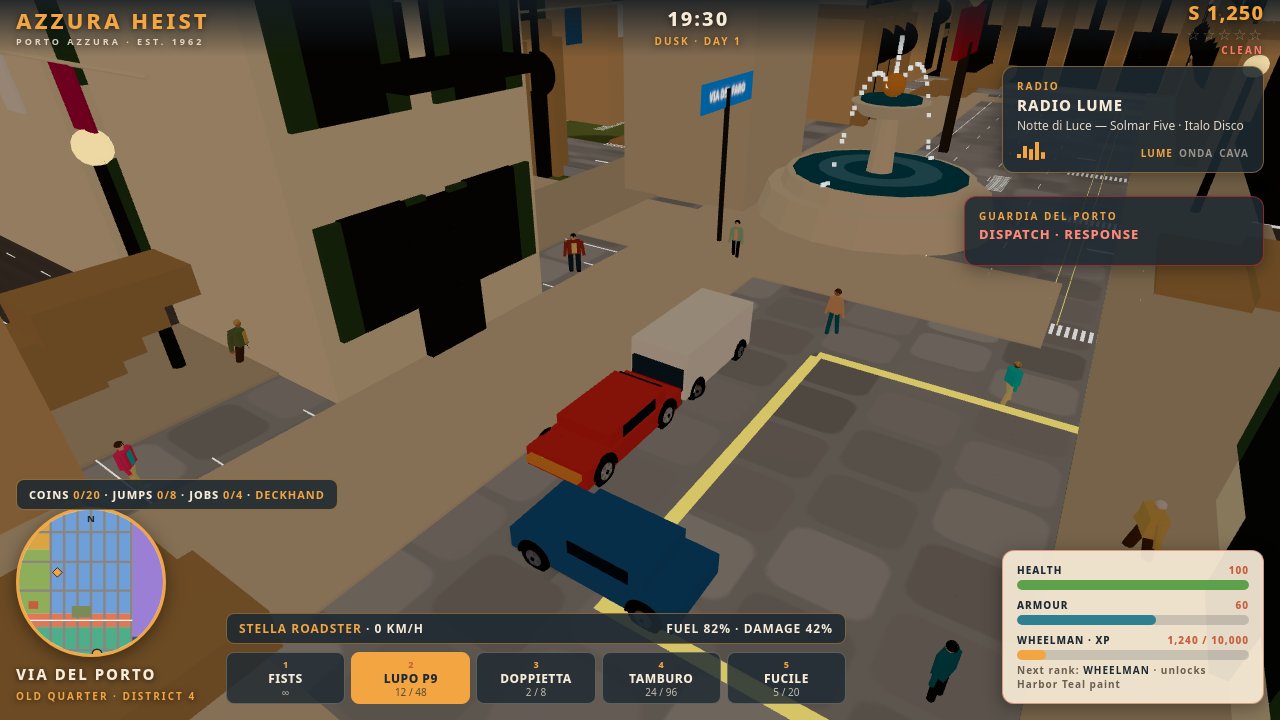 AZZURA HEIST
PORTO AZZURA · EST. 1962
19:30
DUSK · DAY 1
S 1,250
☆☆☆☆☆
CLEAN
RADIO
RADIO LUME
Notte di Luce — Solmar Five · Italo Disco
LUME ONDA CAVA
GUARDIA DEL PORTO
DISPATCH · RESPONSE
COINS 0/20 · JUMPS 0/8 · JOBS 0/4 · DECKHAND
N
VIA DEL PORTO
OLD QUARTER · DISTRICT 4
STELLA ROADSTER · 0 KM/H
FUEL 82% · DAMAGE 42%
1
FISTS
∞
2
LUPO P9
12 / 48
3
DOPPIETTA
2 / 8
4
TAMBURO
24 / 96
5
FUCILE
5 / 20
HEALTH 100
ARMOUR 60
WHEELMAN · XP 1,240 / 10,000
Next rank: WHEELMAN · unlocks
Harbor Teal paint